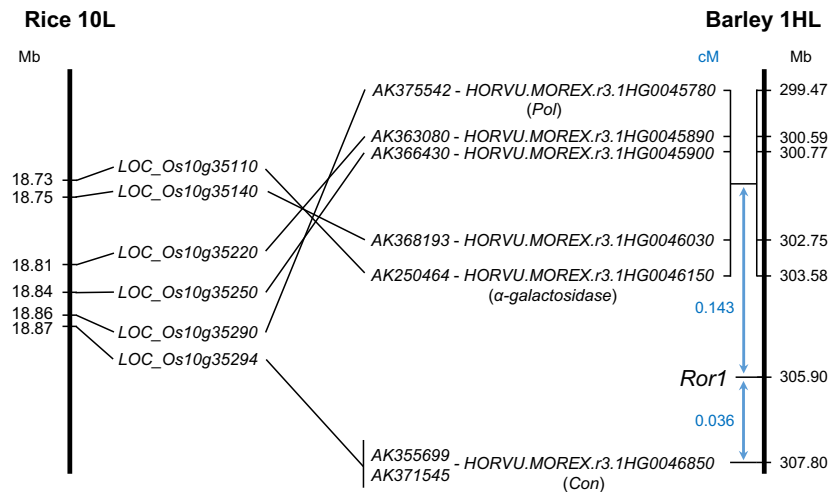 Rice 10L
Barley 1HL
Mb
cM
Mb
AK375542 - HORVU.MOREX.r3.1HG0045780
299.47
(Pol)
AK363080 - HORVU.MOREX.r3.1HG0045890
300.59
AK366430 - HORVU.MOREX.r3.1HG0045900
300.77
18.73
LOC_Os10g35110
18.75
LOC_Os10g35140
AK368193 - HORVU.MOREX.r3.1HG0046030
302.75
18.81
LOC_Os10g35220
AK250464 - HORVU.MOREX.r3.1HG0046150
303.58
(α-galactosidase)
18.84
LOC_Os10g35250
0.143
18.86
LOC_Os10g35290
18.87
LOC_Os10g35294
Ror1
305.90
0.036
AK355699
AK371545
- HORVU.MOREX.r3.1HG0046850
307.80
(Con)